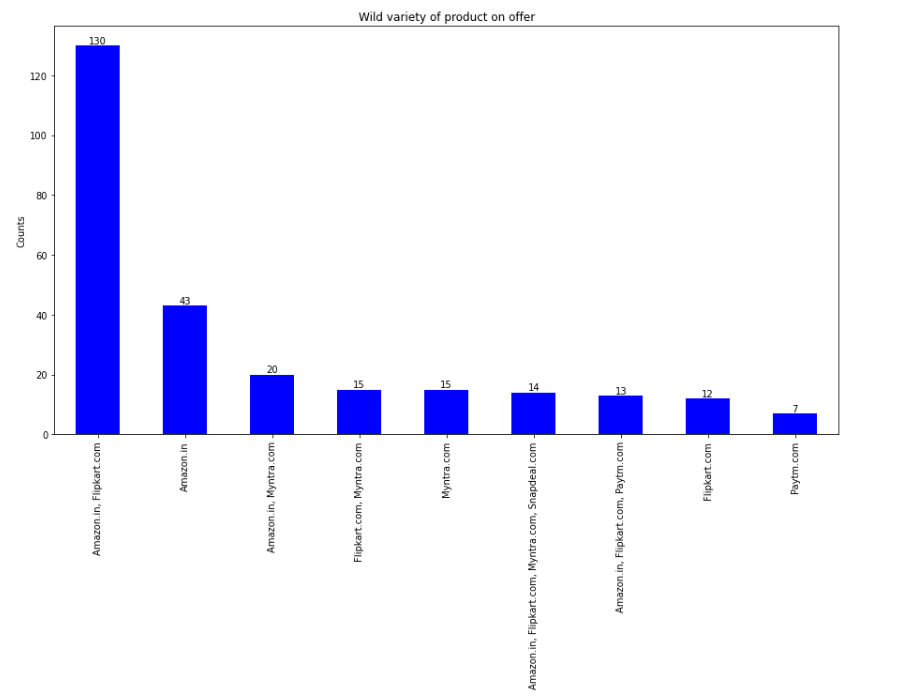 Wild variety of product on offer
130
120
100
80
60
40
20
0
Counts
43
20
15
15
14
13
12
7
Amazon.in, Flipkart.com
Amazon.in
Amazon.in, Myntra.com
Flipkart.com, Myntra.com
Myntra.com
Amazon.in, Flipkart.com, Myntra.com, Snapdeal.com
Amazon.in, Flipkart.com, Paytm.com
Flipkart.com
Paytm.com